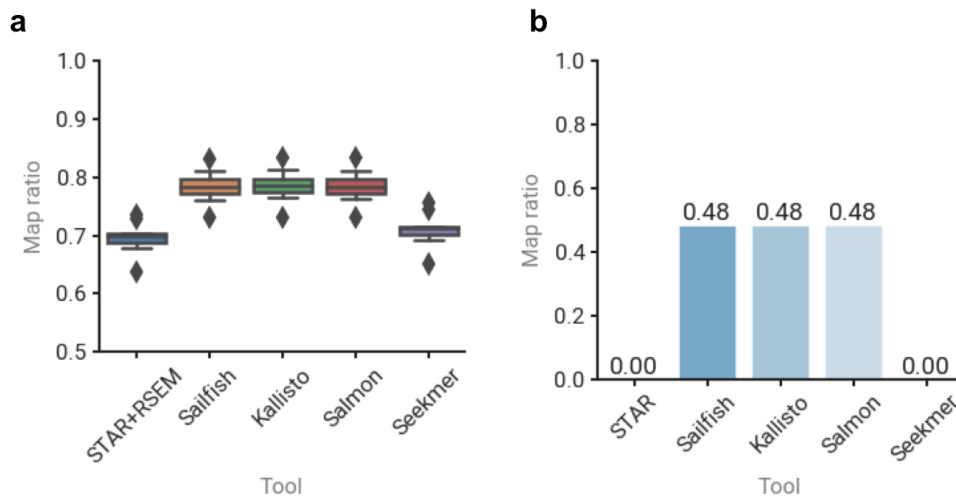 a
1.0
0.9
0.8
0.7
0.6
0.5
Map ratio
STAR+RSEM
Sailfish
Kallisto
Salmon
Seekmer
Tool
b
1.0
0.8
0.6
0.4
0.2
0.0
Map ratio
0.00
0.48
0.48
0.48
0.00
STAR
Sailfish
Kallisto
Salmon
Seekmer
Tool